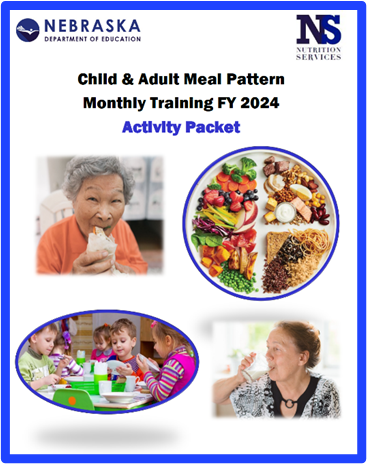 NEBRASKA
DEPARTMENT OF EDUCATION
NS
NUTRITION
SERVICES
Child & Adult Meal Pattern
Monthly Training FY 2024
Activity Packet